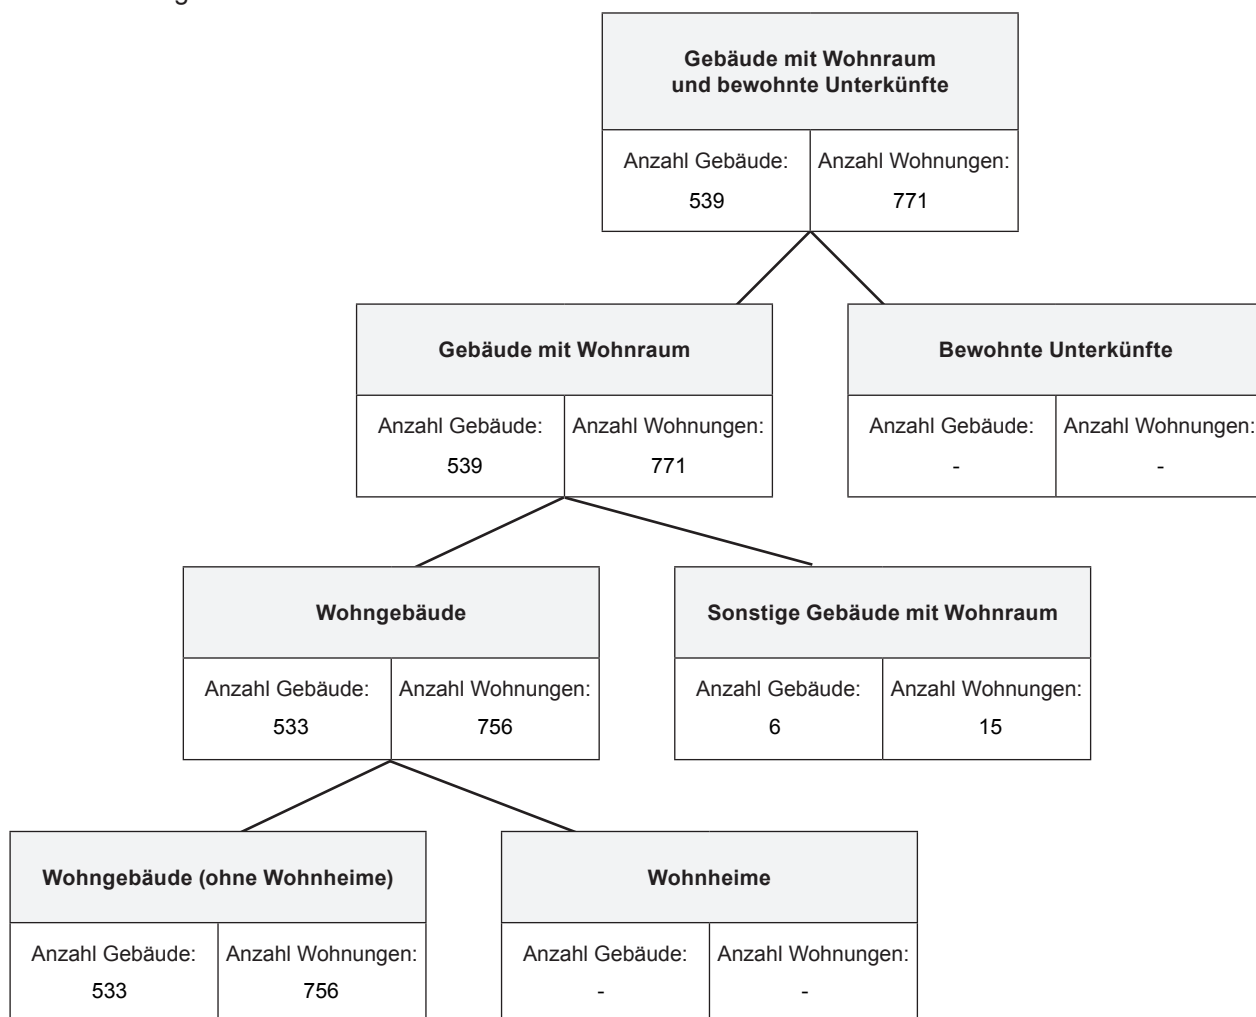 Gebäude mit Wohnraum
und bewohnte Unterkünfte
Anzahl Gebäude: Anzahl Wohnungen:
539 771
Gebäude mit Wohnraum Bewohnte Unterkünfte
Anzahl Gebäude: Anzahl Wohnungen: Anzahl Gebäude: Anzahl Wohnungen:
539 771 - -
Wohngebäude Sonstige Gebäude mit Wohnraum
Anzahl Gebäude: Anzahl Wohnungen: Anzahl Gebäude: Anzahl Wohnungen:
533 756 6 15
Wohngebäude (ohne Wohnheime) Wohnheime
Anzahl Gebäude: Anzahl Wohnungen: Anzahl Gebäude: Anzahl Wohnungen:
533 756 - -